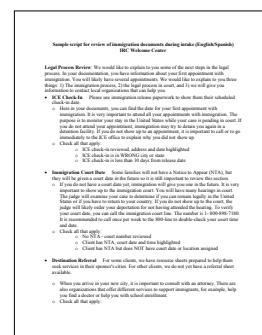 Sample script for review of immigration documents during intake (English/Spanish)
IRC Welcome Center
Legal Process Review: We would like to explain to you some of the next steps in the legal
process. In your documentation, you have information about your first appointment with
immigration. You will likely have several appointments. We would like to explain to you three
things: 1) The immigration process, 2) the legal process in court, and 3) we will give you
information to contact local organizations that can help you.
• ICE Check-In Please use immigration release paperwork to show them their scheduled
check-in date.
o Here in your documents, you can find the date for your first appointment with
immigration. It is very important to attend all your appointments with immigration. The
purpose is to monitor your stay in the United States while your case is pending in court. If
you do not attend your appointment, immigration may try to detain you again in a
detention facility. If you do not show up to an appointment, it is important to call or to go
immediately to the ICE office to explain why you did not show up.
o Check all that apply:
o ICE check-in reviewed, address and date highlighted
o ICE check-in is in WRONG city or state
o ICE check-in is less than 10 days from release date
• Immigration Court Date Some families will not have a Notice to Appear (NTA), but
they will be given a court date in the future so it is still important to review this section.
o If you do not have a court date yet, immigration will give you one in the future. It is very
important to show up to the immigration court. You will have many hearings in court.
The judge will examine your case to determine if you can remain legally in the United
States or if you have to return to your country. If you do not show up to the court, the
judge will likely order your deportation for not having attended the hearing. To verify
your court date, you can call the immigration court line. The number is 1-800-898-7180.
It is recommended to call once per week to the 800-line to double-check your court time
and date.
o Check all that apply:
o No NTA - court number reviewed
o Client has NTA, court date and time highlighted
o Client has NTA but does NOT have court date or location assigned
• Destination Referral For some clients, we have resource sheets prepared to help them
seek services in their sponsor's cities. For other clients, we do not yet have a referral sheet
available.
o When you arrive in your new city, it is important to consult with an attorney. There are
also organizations that offer different services to support immigrants, for example, help
you find a doctor or help you with school enrollment.
o Check all that apply: